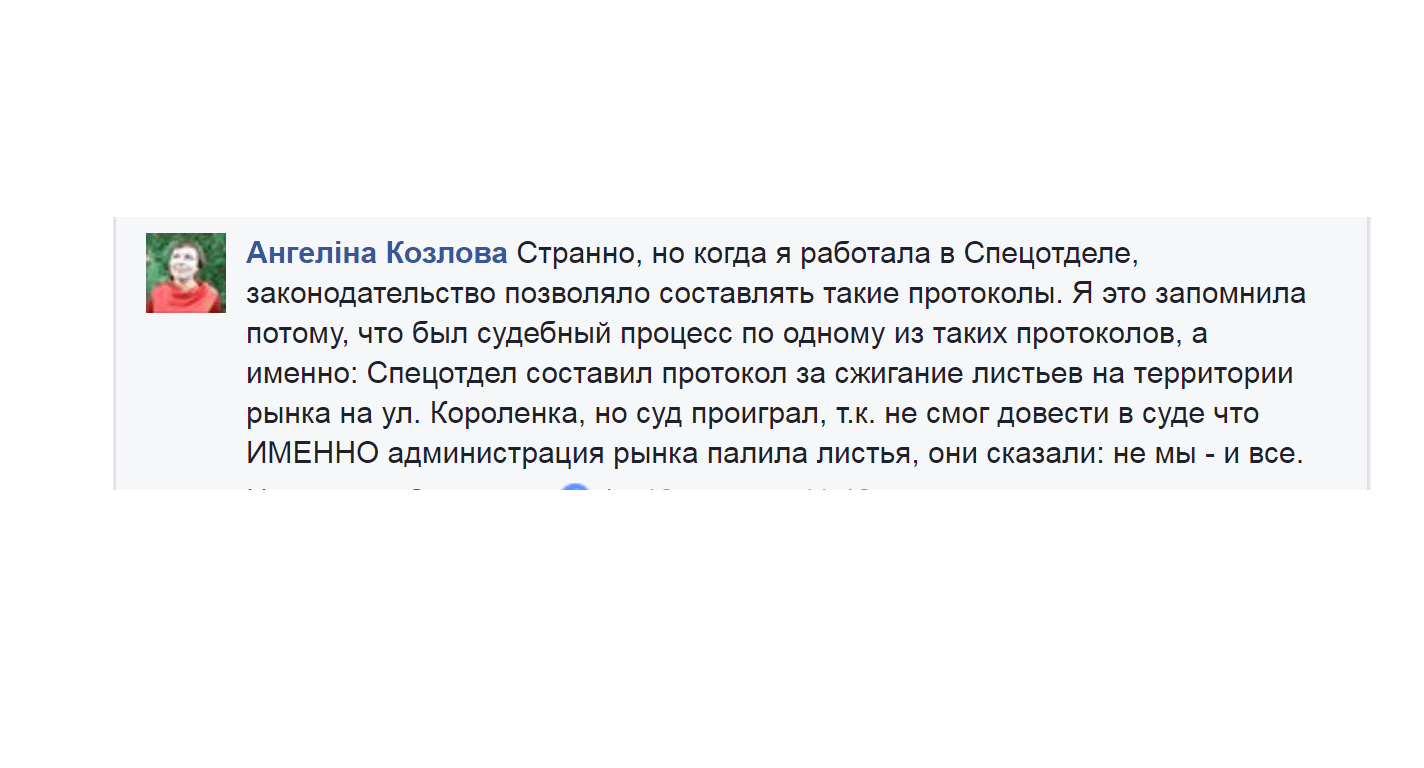 Ангеліна Козлова Странно, но когда я работала в Спецотделе,
законодательство позволяло составлять такие протоколы. Я это запомнила
потому, что был судебный процесс по одному из таких протоколов, а
именно: Спецотдел составил протокол за сжигание листьев на территории
рынка на ул. Короленка, но суд проиграл, т.к. не смог довести в суде что
ИМЕННО администрация рынка палила листья, они сказали: не мы - и все.